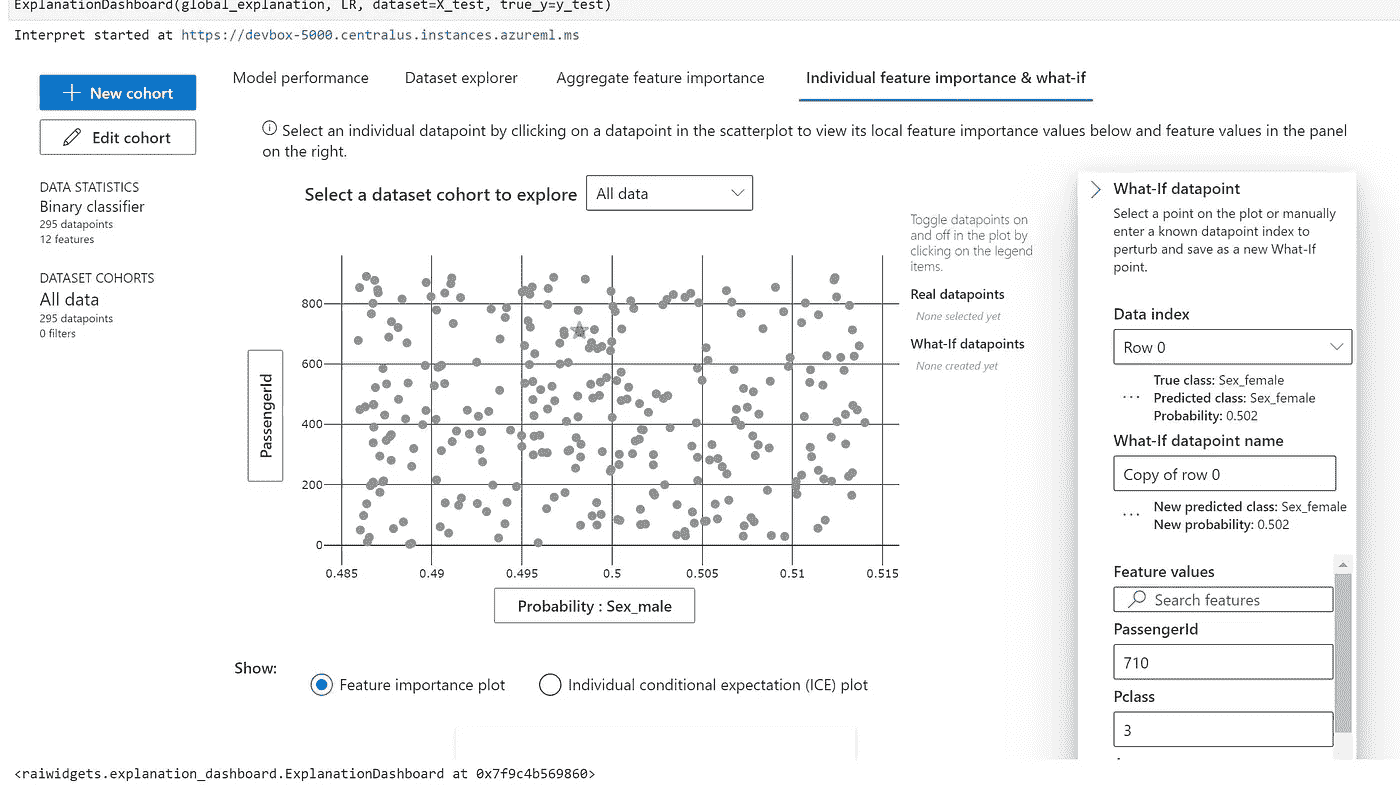 ExplanationDashboard(global_explanation, LR, dataset=X_test, true_y=y_test)
Interpret started at https://devbox-5000.centralus.instances.azureml.ms
New cohort
Edit cohort
DATA STATISTICS
Binary classifier
295 datapoints
12 features
DATASET COHORTS
All data
295 datapoints
0 filters
Model performance
Dataset explorer
Aggregate feature importance
Individual feature importance & what-if
Select an individual datapoint by cllicking on a datapoint in the scatterplot to view its local feature importance values below and feature values in the panel
on the right.
Select a dataset cohort to explore
All data
PassengerId
800
600
400
200
0
0.485
0.49
0.495
0.5
0.505
0.51
0.515
Probability : Sex_male
Toggle datapoints on
and off in the plot by
clicking on the legend
items.
Real datapoints
None selected yet
What-If datapoints
None created yet
Show:
Feature importance plot
Individual conditional expectation (ICE) plot
What-If datapoint
Select a point on the plot or manually
enter a known datapoint index to
perturb and save as a new What-If
point.
Data index
Row 0
...
True class: Sex_female
Predicted class: Sex_female
Probability: 0.502
What-If datapoint name
Copy of row 0
...
New predicted class: Sex_female
New probability: 0.502
Feature values
Search features
PassengerId
710
Pclass
3
<raiwidgets.explanation_dashboard.ExplanationDashboard at 0x7f9c4b569860>